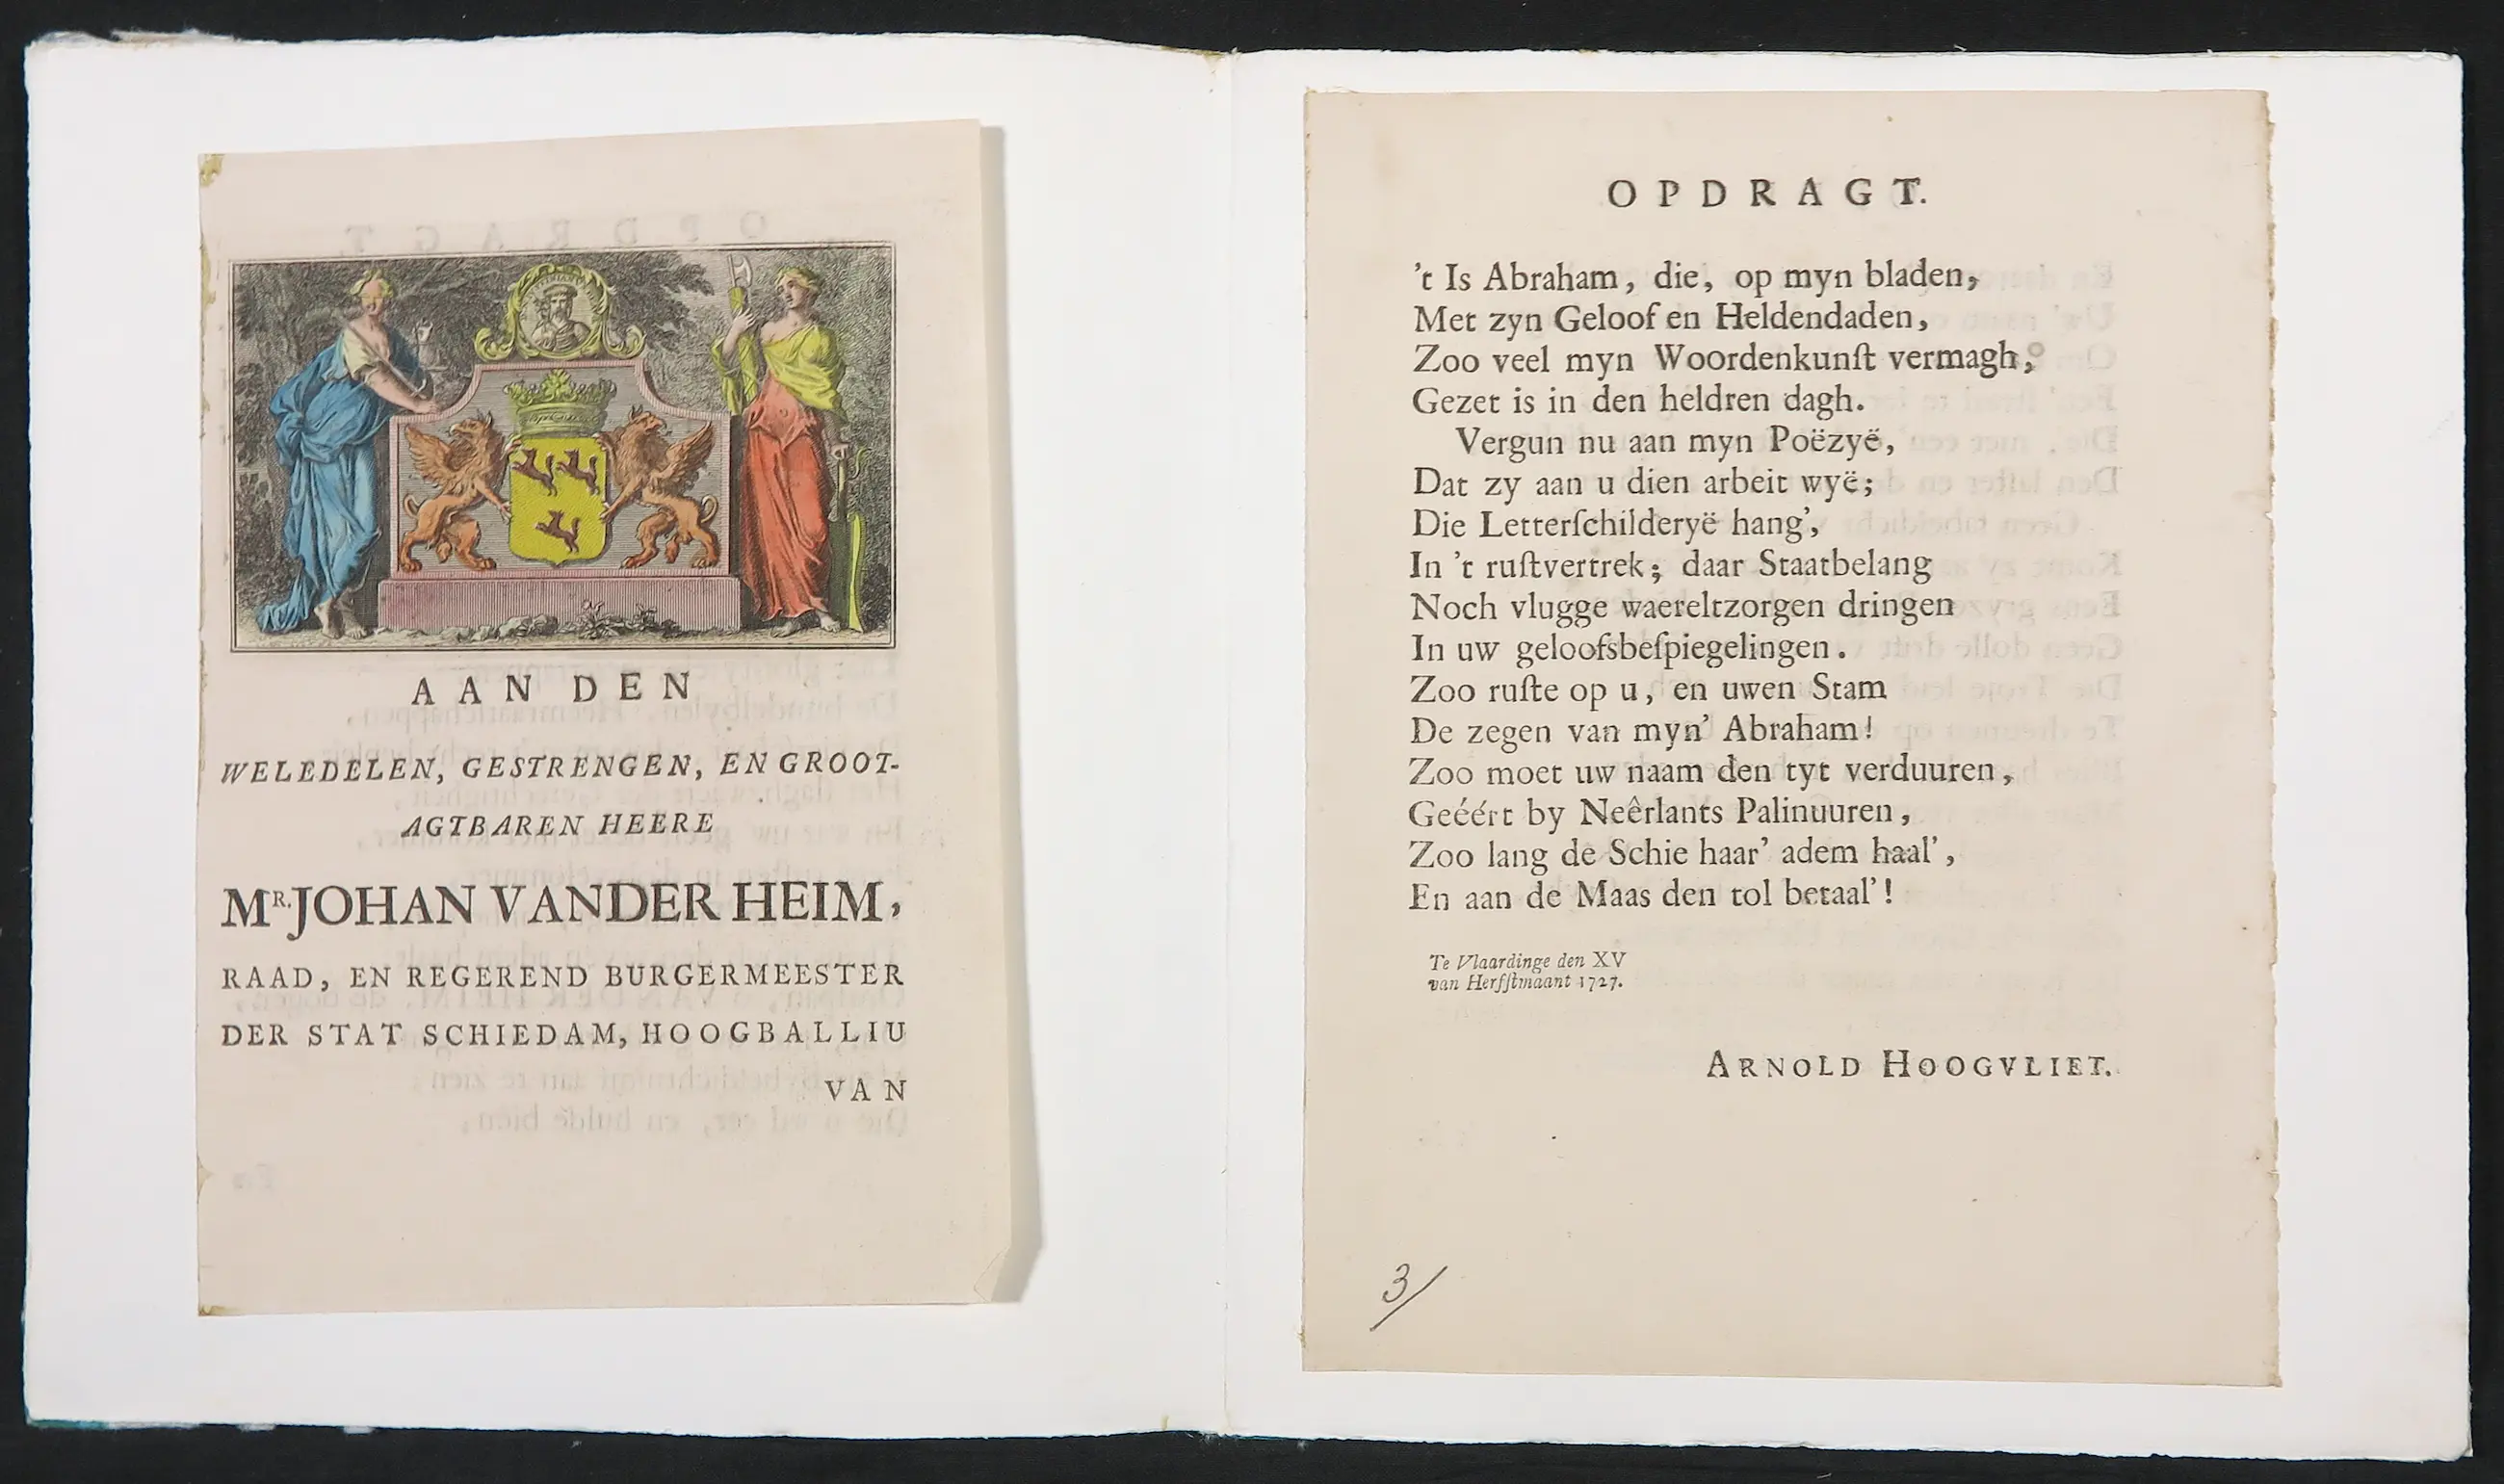 AAN DEN
WELEDELEN, GESTRENGEN, EN GROOT-
AGTBAREN HEERE
MR. JOHAN VANDER HEIM,
RAAD, EN REGEREND BURGERMEESTER
DER STAT SCHIEDAM, HOOGBALLIU
VAN
OPDRAGT.
't Is Abraham, die, op myn bladen,
Met zyn Geloof en Heldendaden,
Zoo veel myn Woordenkunſt vermagh,
Gezet is in den heldren dagh.
Vergun nu aan myn Poëzyë,
Dat zy aan u dien arbeit wyë;
Die Letterſchilderyë hang',
In 't ruſtvertrek; daar Staatbelang
Noch vlugge waereltzorgen dringen
In uw geloofsbeſpiegelingen.
Zoo ruſte op u, en uwen Stam
De zegen van myn' Abraham!
Zoo moet uw naam den tyt verduuren,
Geéért by Neêrlants Palinuuren,
Zoo lang de Schie haar' adem haal',
En aan de Maas den tol betaal'!
Te Vlaardinge den XV
van Herfſtmaant 1727.
ARNOLD HOOGVLIET.
3/